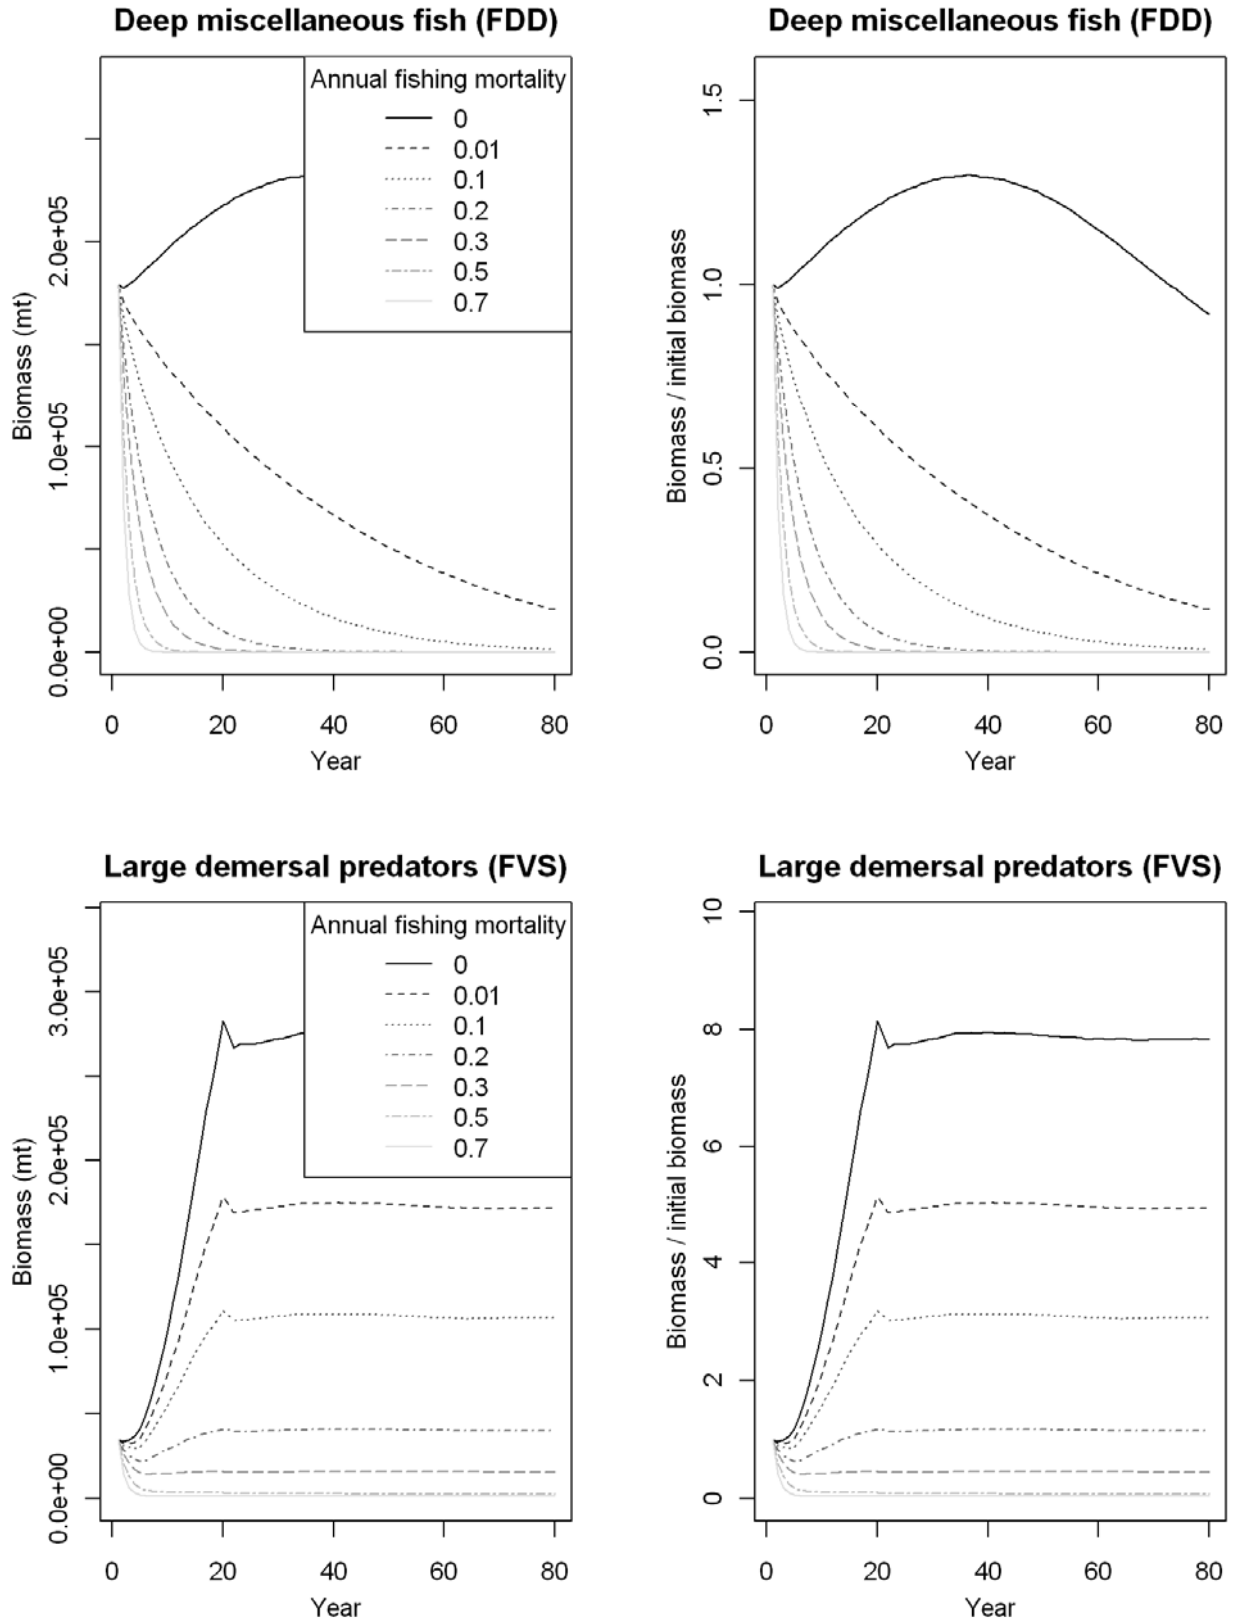 Deep miscellaneous fish (FDD)
Biomass (mt)
2.0e+05
1.0e+05
0.0e+00
Annual fishing mortality
0
0.01
0.1
0.2
0.3
0.5
0.7
0 20 40 60 80
Year
Deep miscellaneous fish (FDD)
Biomass / initial biomass
1.5
1.0
0.5
0.0
0 20 40 60 80
Year
Large demersal predators (FVS)
Biomass (mt)
3.0e+05
2.0e+05
1.0e+05
0.0e+00
Annual fishing mortality
0
0.01
0.1
0.2
0.3
0.5
0.7
0 20 40 60 80
Year
Large demersal predators (FVS)
Biomass / initial biomass
10
8
6
4
2
0
0 20 40 60 80
Year